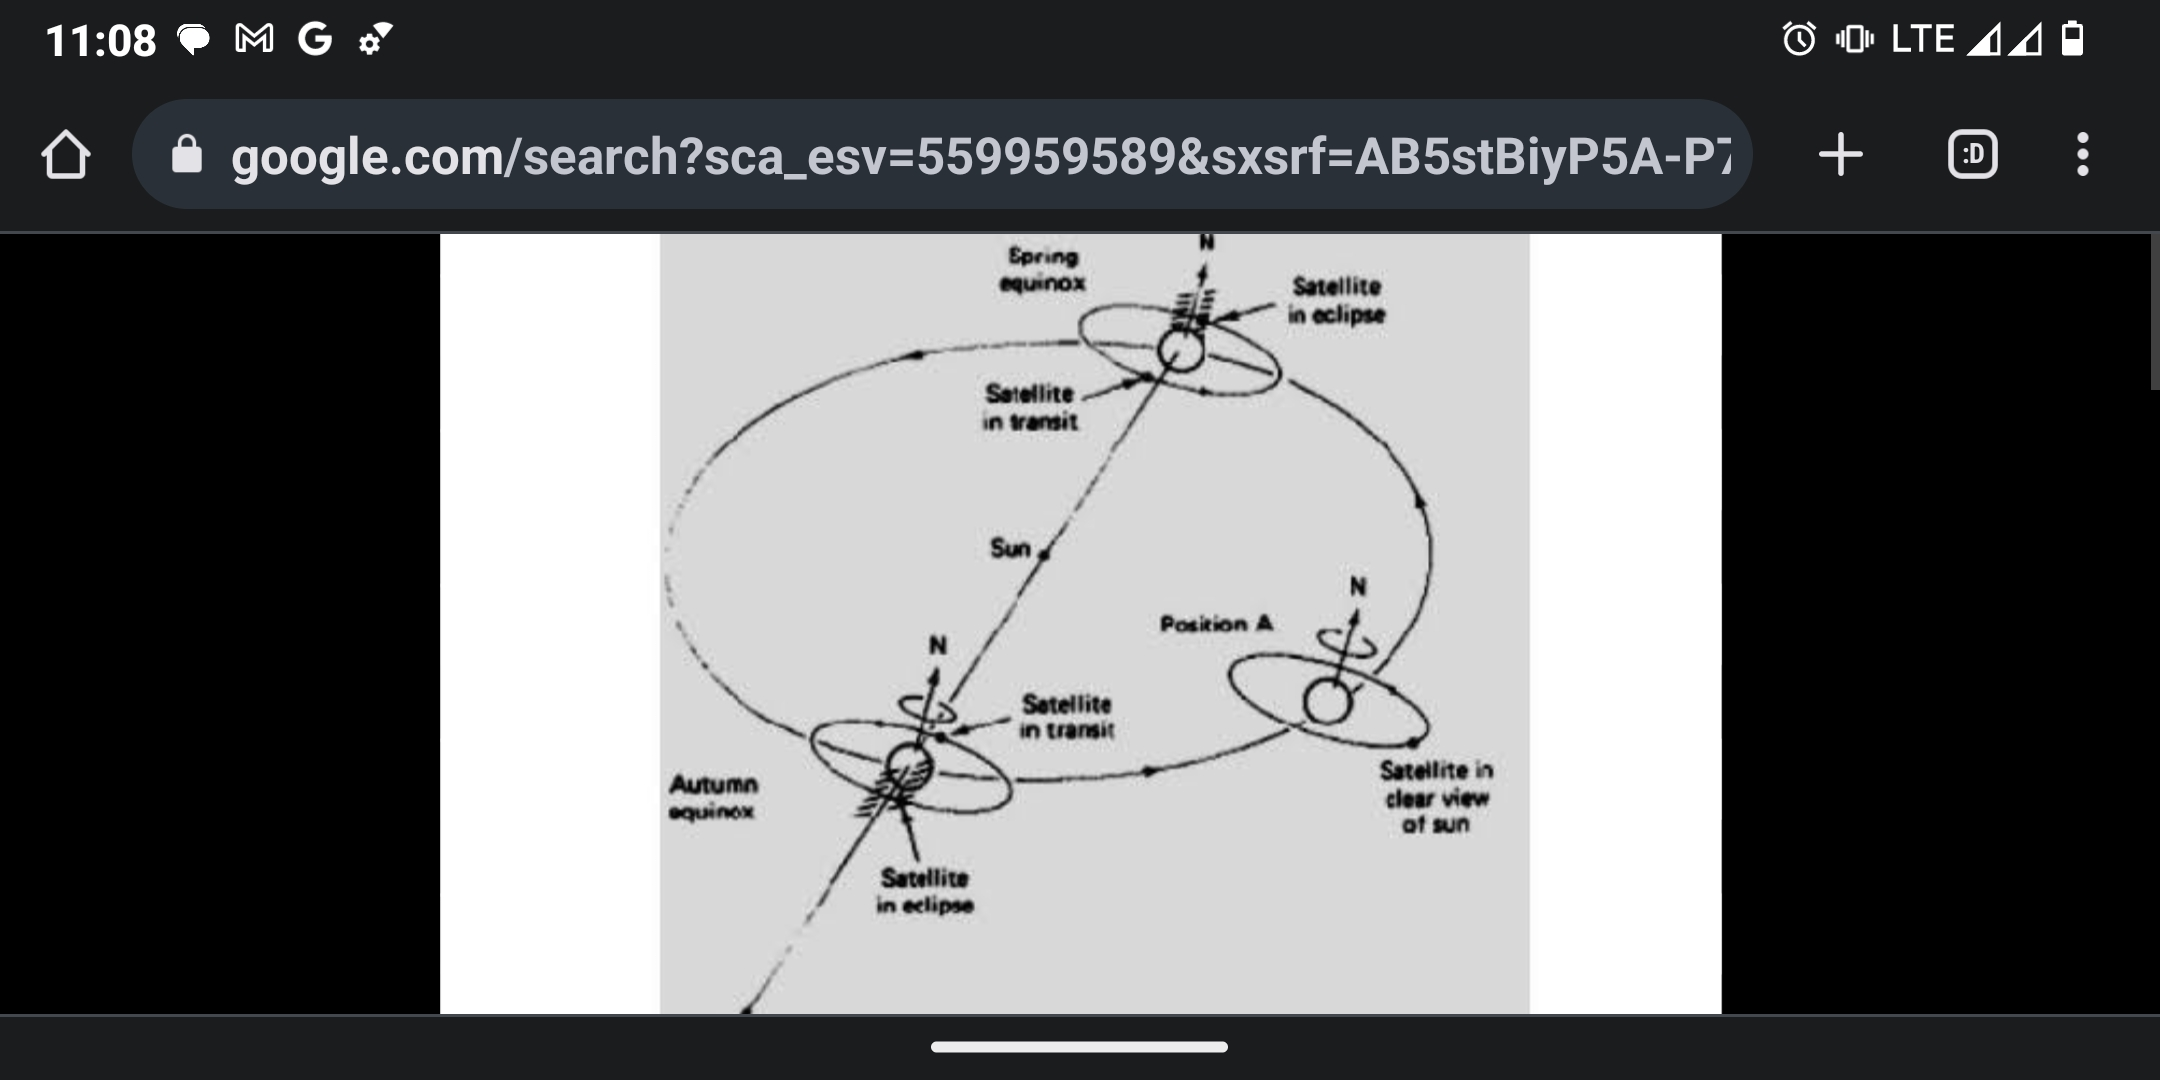 11:08
LTE
google.com/search?sca_esv=559959589&sxsrf=AB5stBiyP5A-P7
:D
N
Spring
equinox
Satellite
in eclipse
Satellite
in transit
Sun
N
Position A
N
Satellite
in transit
Autumn
equinox
Satellite in
clear view
of sun
Satellite
in eclipse